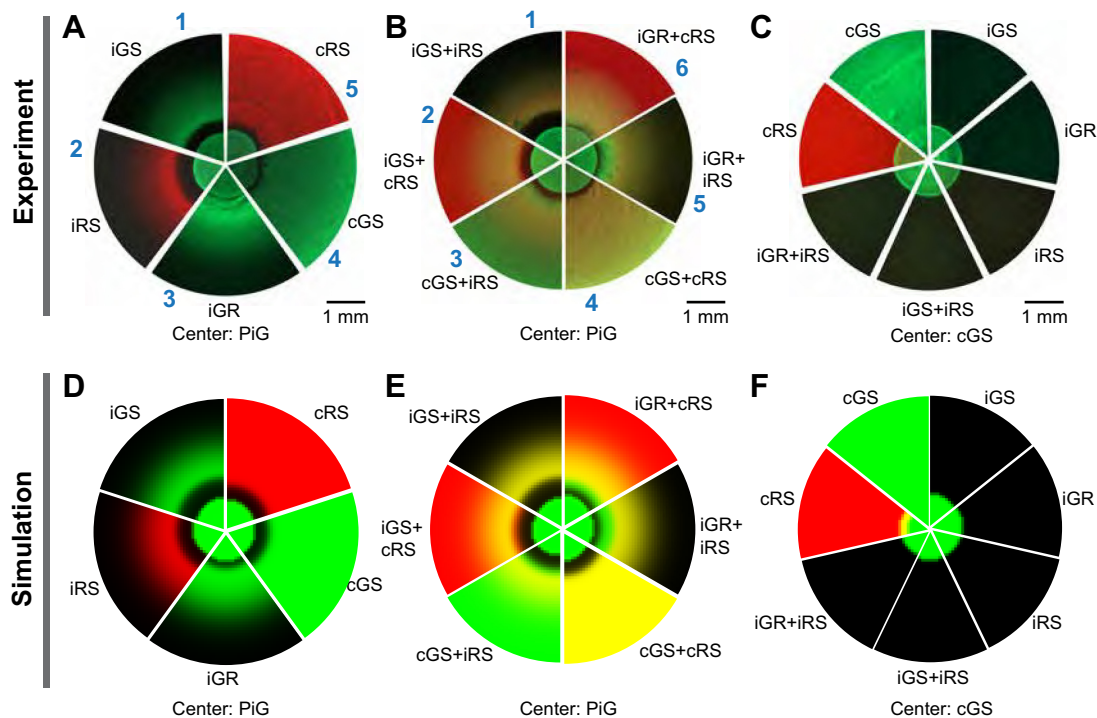 Experiment
A
1
iGS
cRS
5
2
iRS
cGS
4
3
iGR
1 mm
Center: PiG
B
1
iGS+iRS
iGR+cRS
6
2
iGS+
cRS
iGR+
iRS
5
3
cGS+iRS
cGS+cRS
4
1 mm
Center: PiG
C
cGS
iGS
cRS
iGR
iGR+iRS
iRS
iGS+iRS
1 mm
Center: cGS
Simulation
D
iGS
cRS
iRS
cGS
iGR
Center: PiG
E
iGS+iRS
iGR+cRS
iGS+
cRS
iGR+
iRS
cGS+iRS
cGS+cRS
Center: PiG
F
cGS
iGS
cRS
iGR
iGR+iRS
iRS
iGS+iRS
Center: cGS